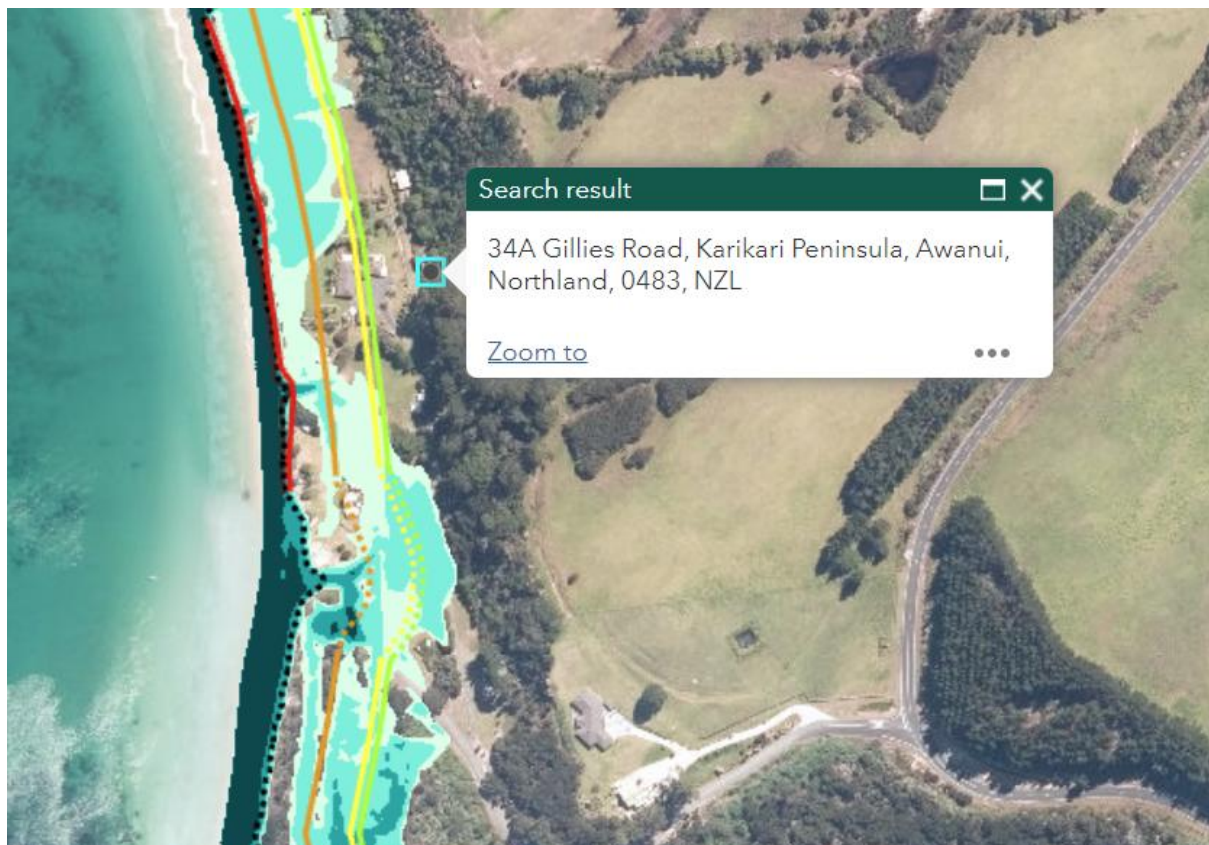 Search result
34A Gillies Road, Karikari Peninsula, Awanui,
Northland, 0483, NZL
Zoom to